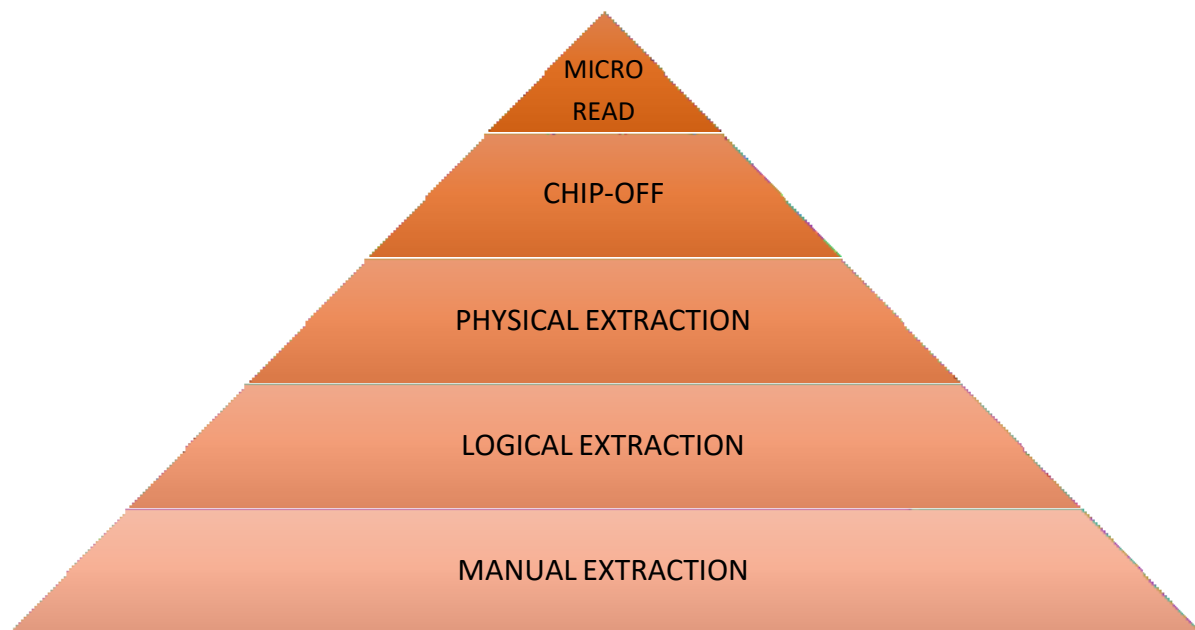 MICRO
READ
CHIP-OFF
PHYSICAL EXTRACTION
LOGICAL EXTRACTION
MANUAL EXTRACTION